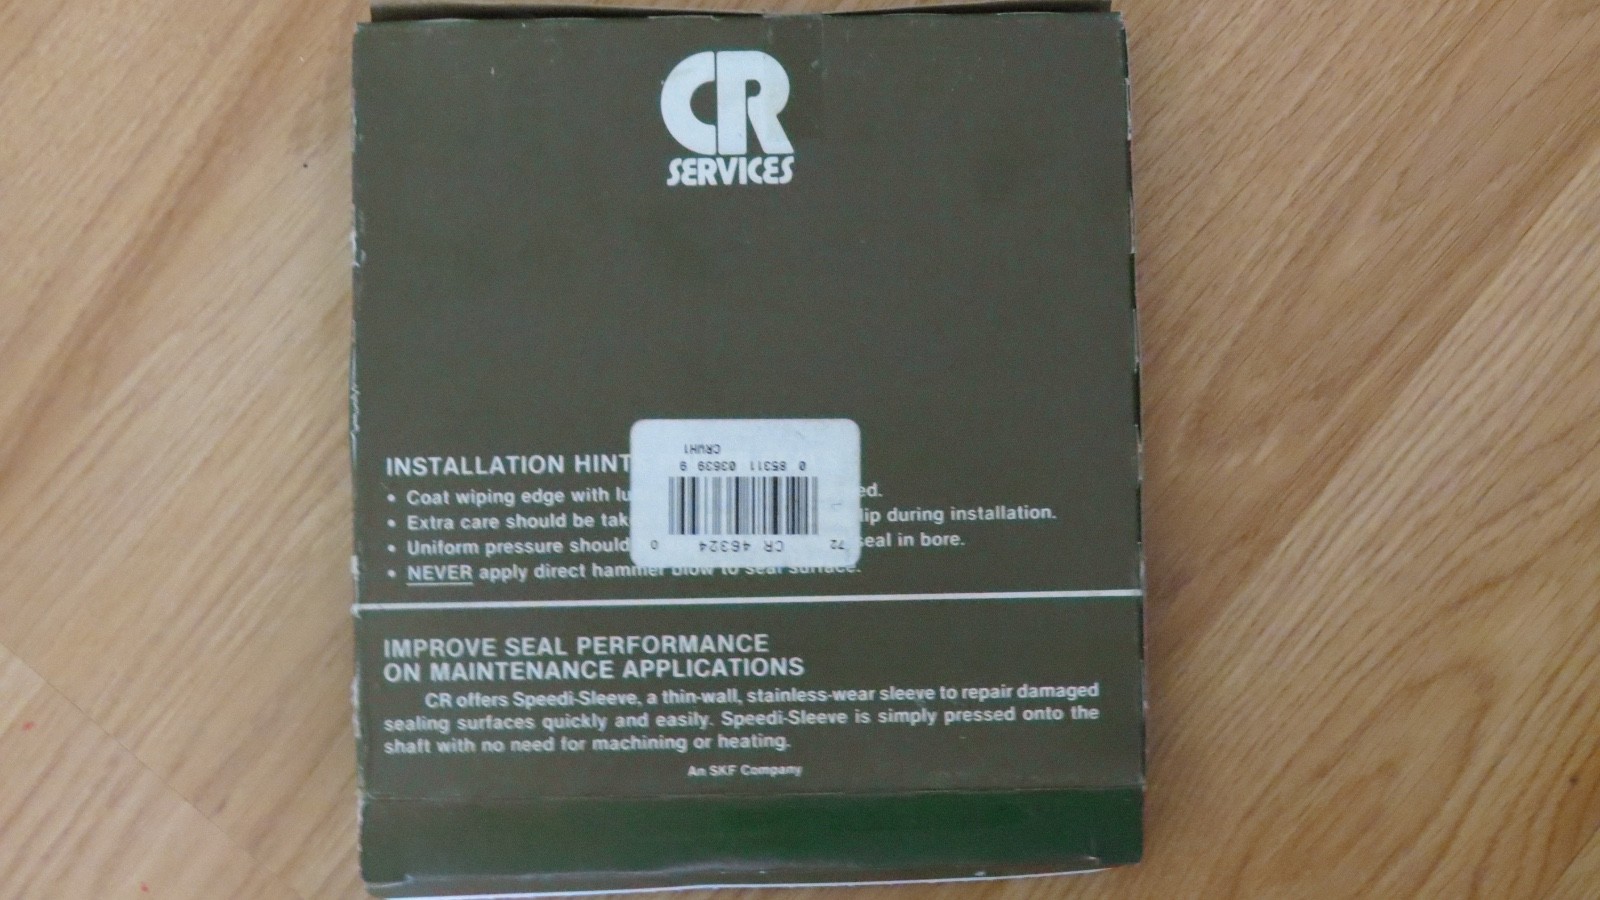 CR
SERVICES
INSTALLATION HINT
• Coat wiping edge with lu ed.
• Extra care should be tak lip during installation.
• Uniform pressure should seal in bore.
• NEVER apply direct hammer blow to seal surface.
72 CR 46324 0
0 85311 03639 9
CRWH1
IMPROVE SEAL PERFORMANCE
ON MAINTENANCE APPLICATIONS
CR offers Speedi-Sleeve, a thin-wall, stainless-wear sleeve to repair damaged
sealing surfaces quickly and easily. Speedi-Sleeve is simply pressed onto the
shaft with no need for machining or heating.
An SKF Company